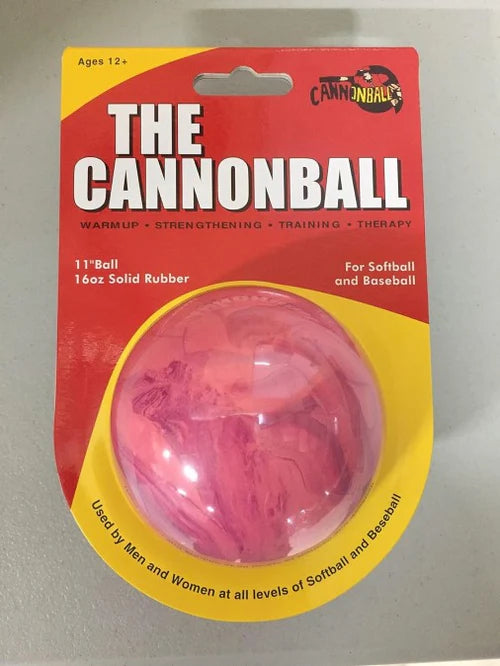 Ages 12+
CANNONBALL
THE
CANNONBALL
WARMUP • STRENGTHENING • TRAINING • THERAPY
11"Ball
16oz Solid Rubber
For Softball
and Baseball
Used by Men and Women at all levels of Softball and Beseball